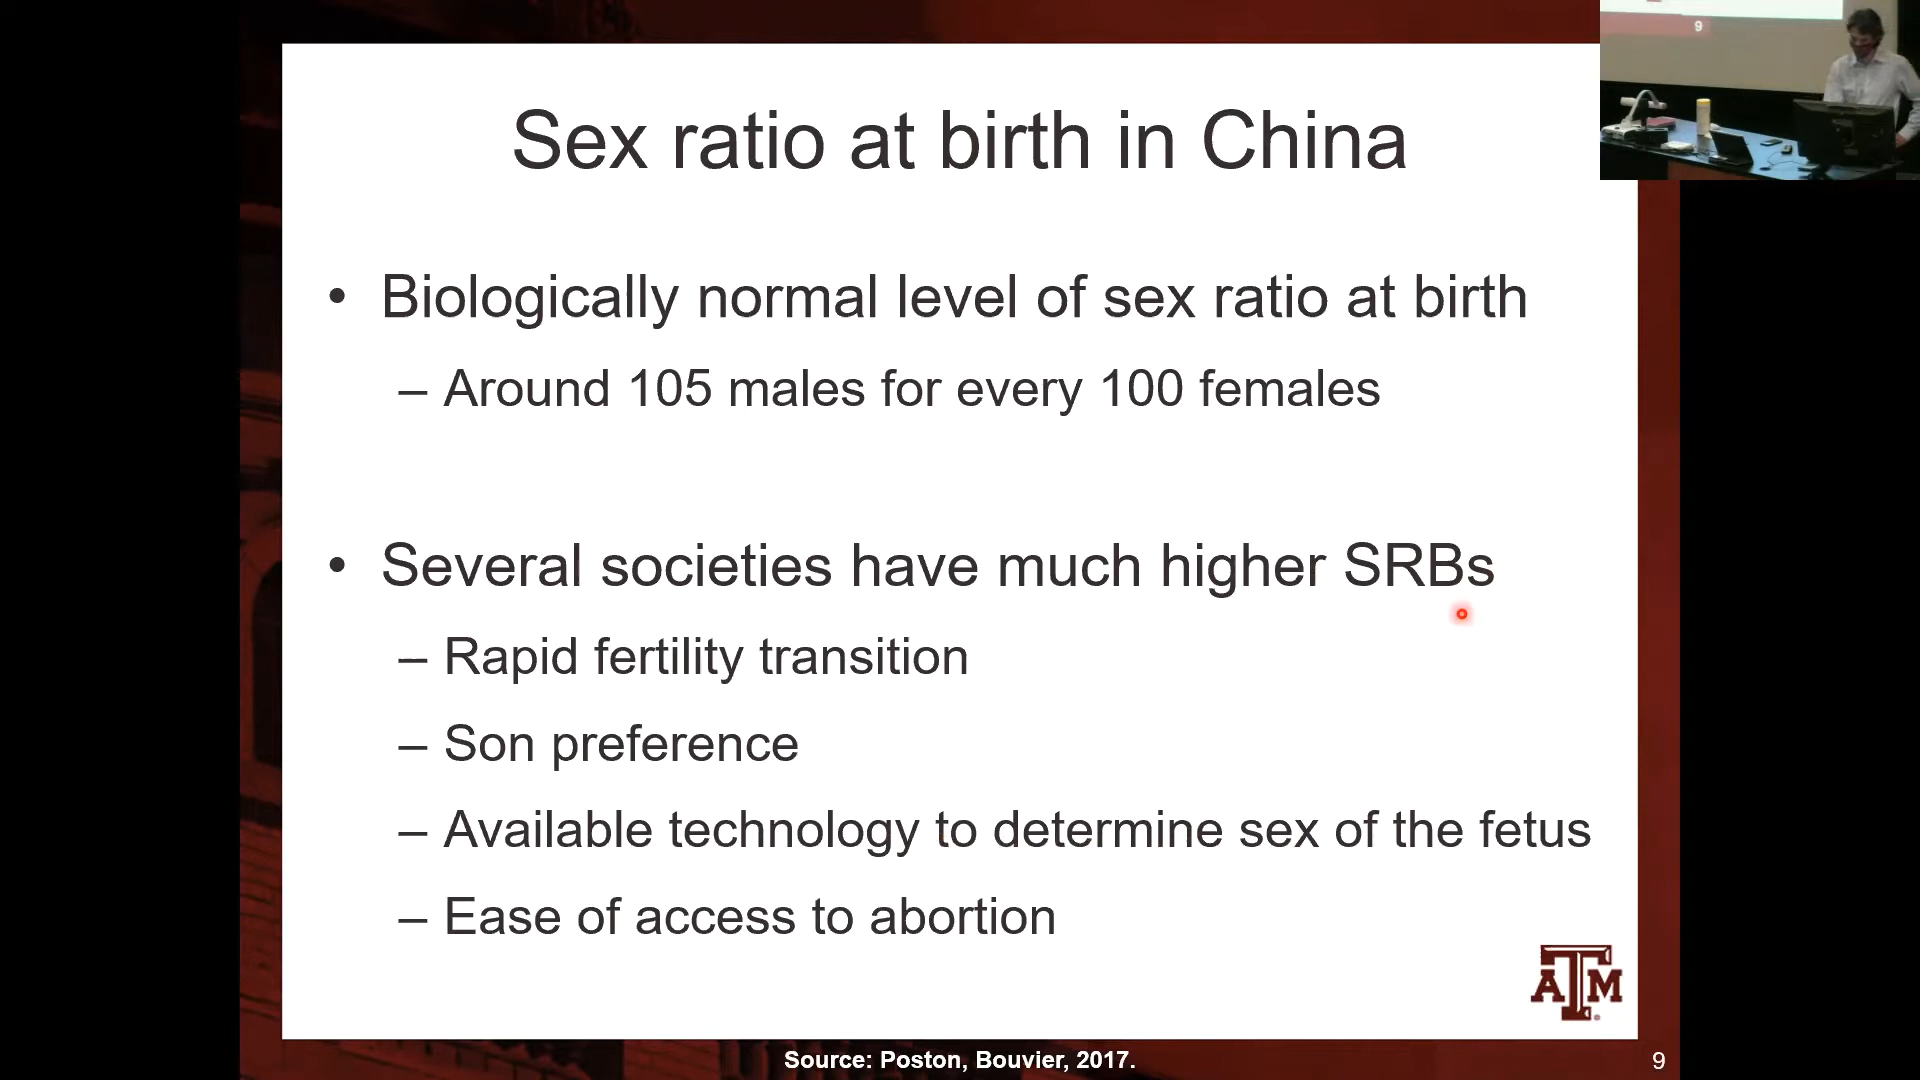 9
Sex ratio at birth in China
• Biologically normal level of sex ratio at birth
– Around 105 males for every 100 females
• Several societies have much higher SRBs
– Rapid fertility transition
– Son preference
– Available technology to determine sex of the fetus
– Ease of access to abortion
ATM
Source: Poston, Bouvier, 2017.
9